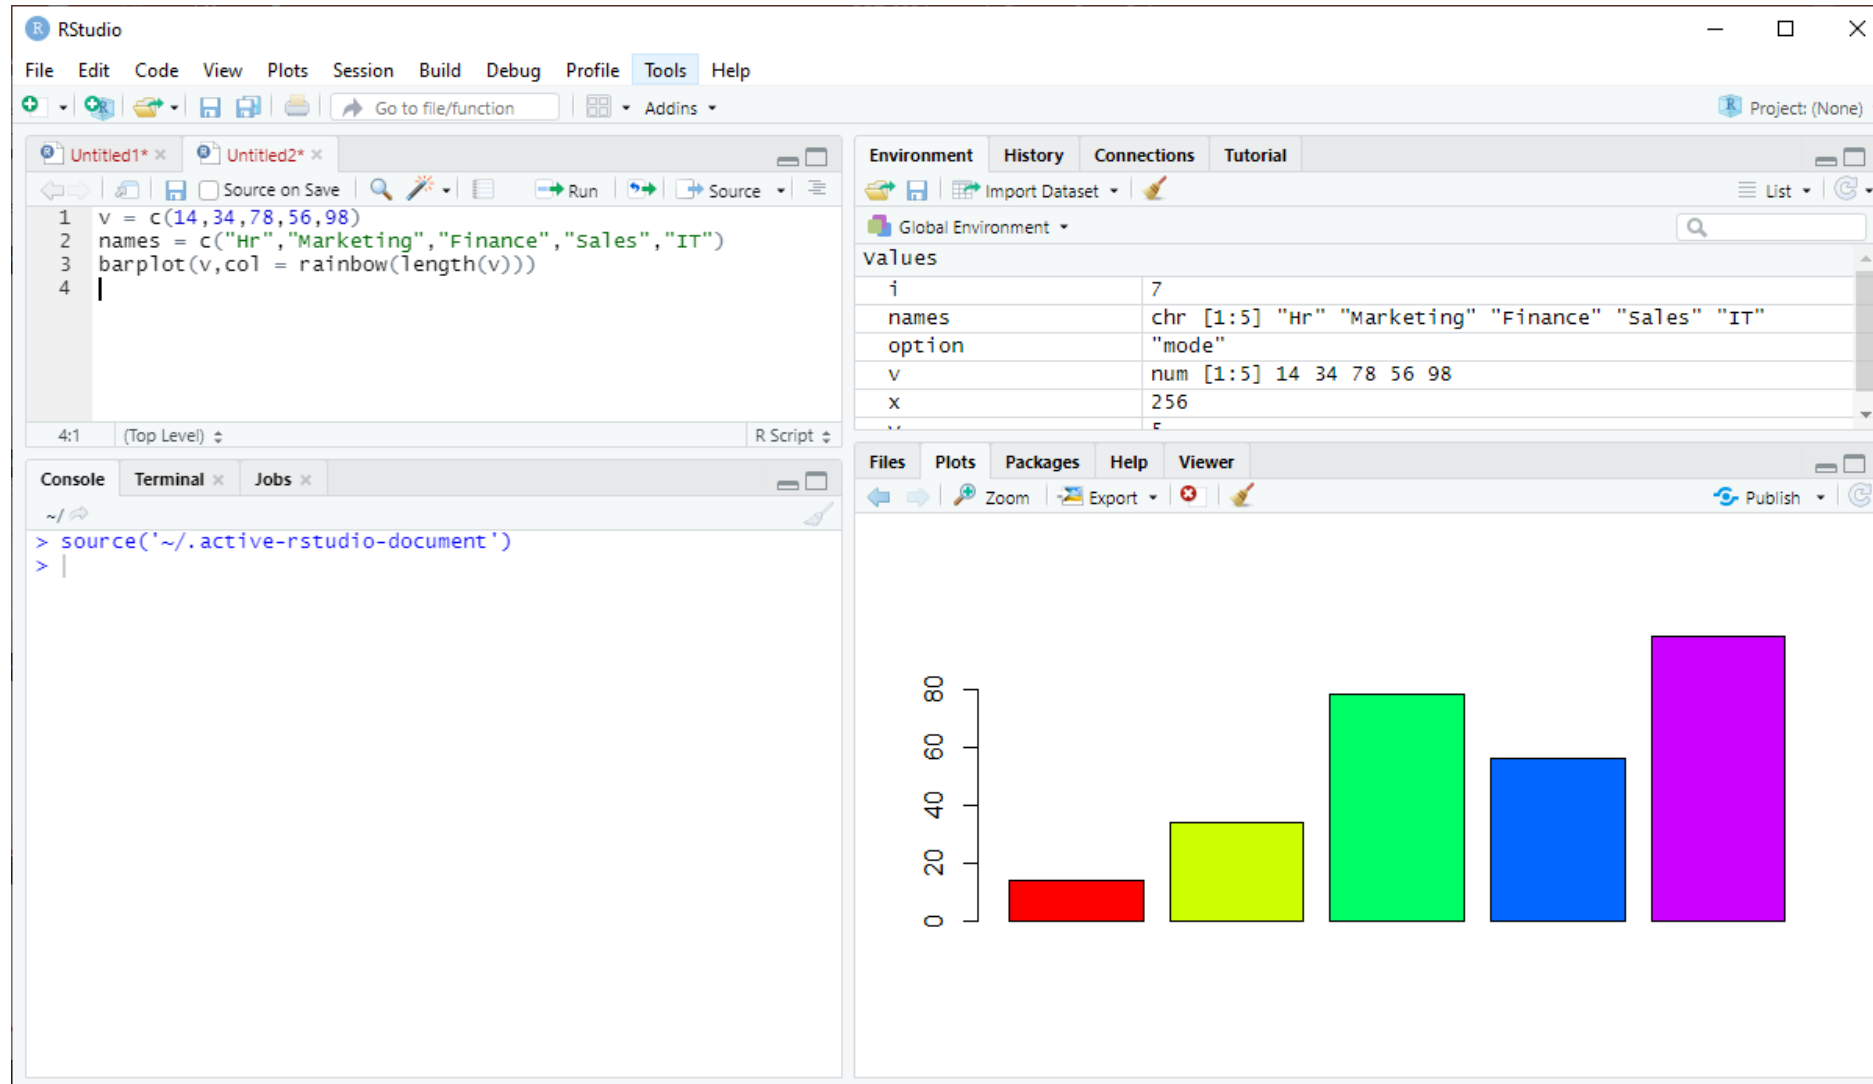 RStudio
File Edit Code View Plots Session Build Debug Profile Tools Help
Go to file/function Addins Project: (None)
Untitled1* Untitled2*
Source on Save Run Source
1 v = c(14,34,78,56,98)
2 names = c("Hr","Marketing","Finance","Sales","IT")
3 barplot(v,col = rainbow(length(v)))
4
4:1 (Top Level) R Script
Console Terminal Jobs
~/
> source('~/.active-rstudio-document')
>
Environment History Connections Tutorial
Import Dataset List
Global Environment
Values
i 7
names chr [1:5] "Hr" "Marketing" "Finance" "Sales" "IT"
option "mode"
v num [1:5] 14 34 78 56 98
x 256
Files Plots Packages Help Viewer
Zoom Export Publish
80
60
40
20
0